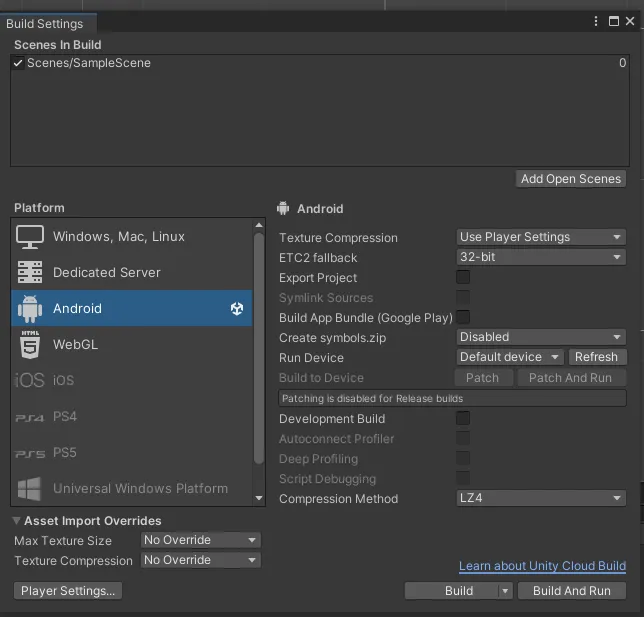 Build Settings
Scenes In Build
Scenes/SampleScene 0
Add Open Scenes
Platform
Windows, Mac, Linux
Dedicated Server
Android
HTML
5
WebGL
iOS iOS
PS4 PS4
PS5 PS5
Universal Windows Platform
Android
Texture Compression Use Player Settings
ETC2 fallback 32-bit
Export Project
Symlink Sources
Build App Bundle (Google Play)
Create symbols.zip Disabled
Run Device Default device Refresh
Build to Device Patch Patch And Run
Patching is disabled for Release builds
Development Build
Autoconnect Profiler
Deep Profiling
Script Debugging
Compression Method LZ4
Asset Import Overrides
Max Texture Size No Override
Texture Compression No Override
Learn about Unity Cloud Build
Player Settings... Build Build And Run